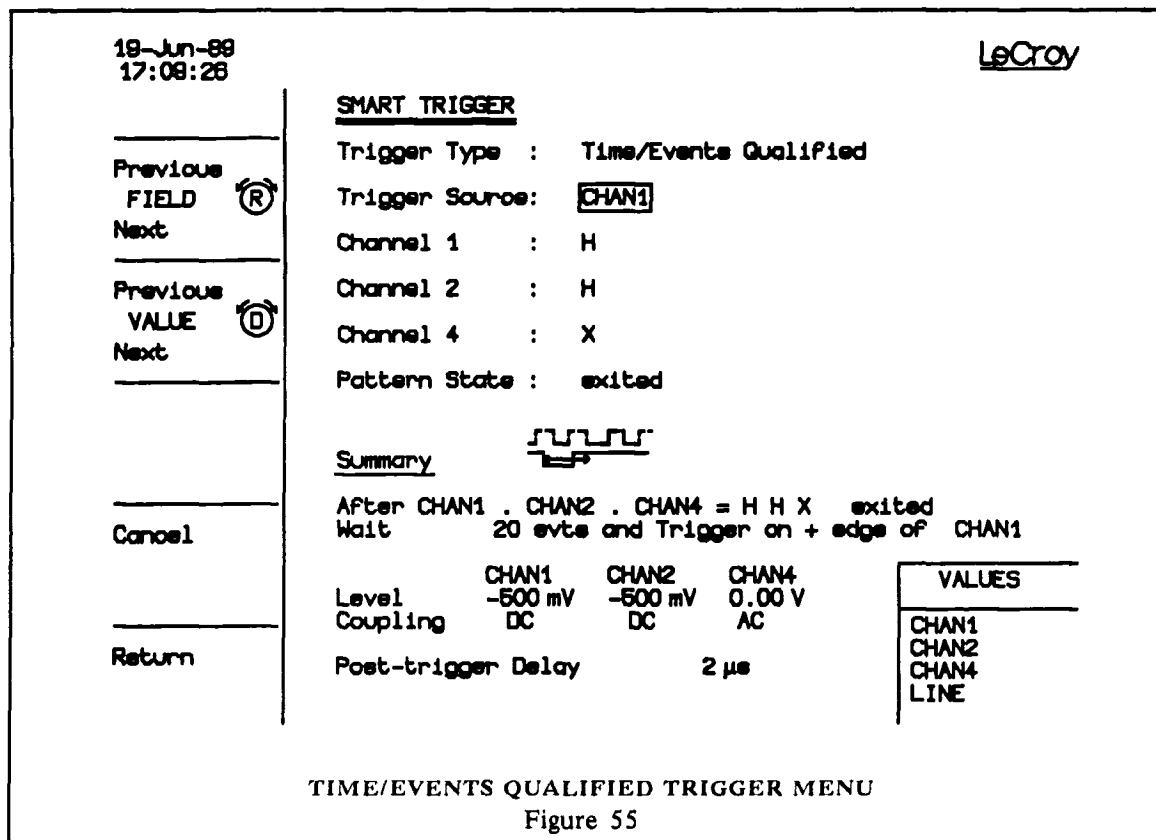 19-Jun-89
17:09:26
LeCroy
Previous
FIELD R
Next
Previous
VALUE D
Next
Cancel
Return
SMART TRIGGER
Trigger Type : Time/Events Qualified
Trigger Source: CHAN1
Channel 1 : H
Channel 2 : H
Channel 4 : X
Pattern State : exited
Summary
After CHAN1 . CHAN2 . CHAN4 = H H X exited
Wait 20 evts and Trigger on + edge of CHAN1
CHAN1 CHAN2 CHAN4
Level -500 mV -500 mV 0.00 V
Coupling DC DC AC
Post-trigger Delay 2 µs
VALUES
CHAN1
CHAN2
CHAN4
LINE
TIME/EVENTS QUALIFIED TRIGGER MENU
Figure 55